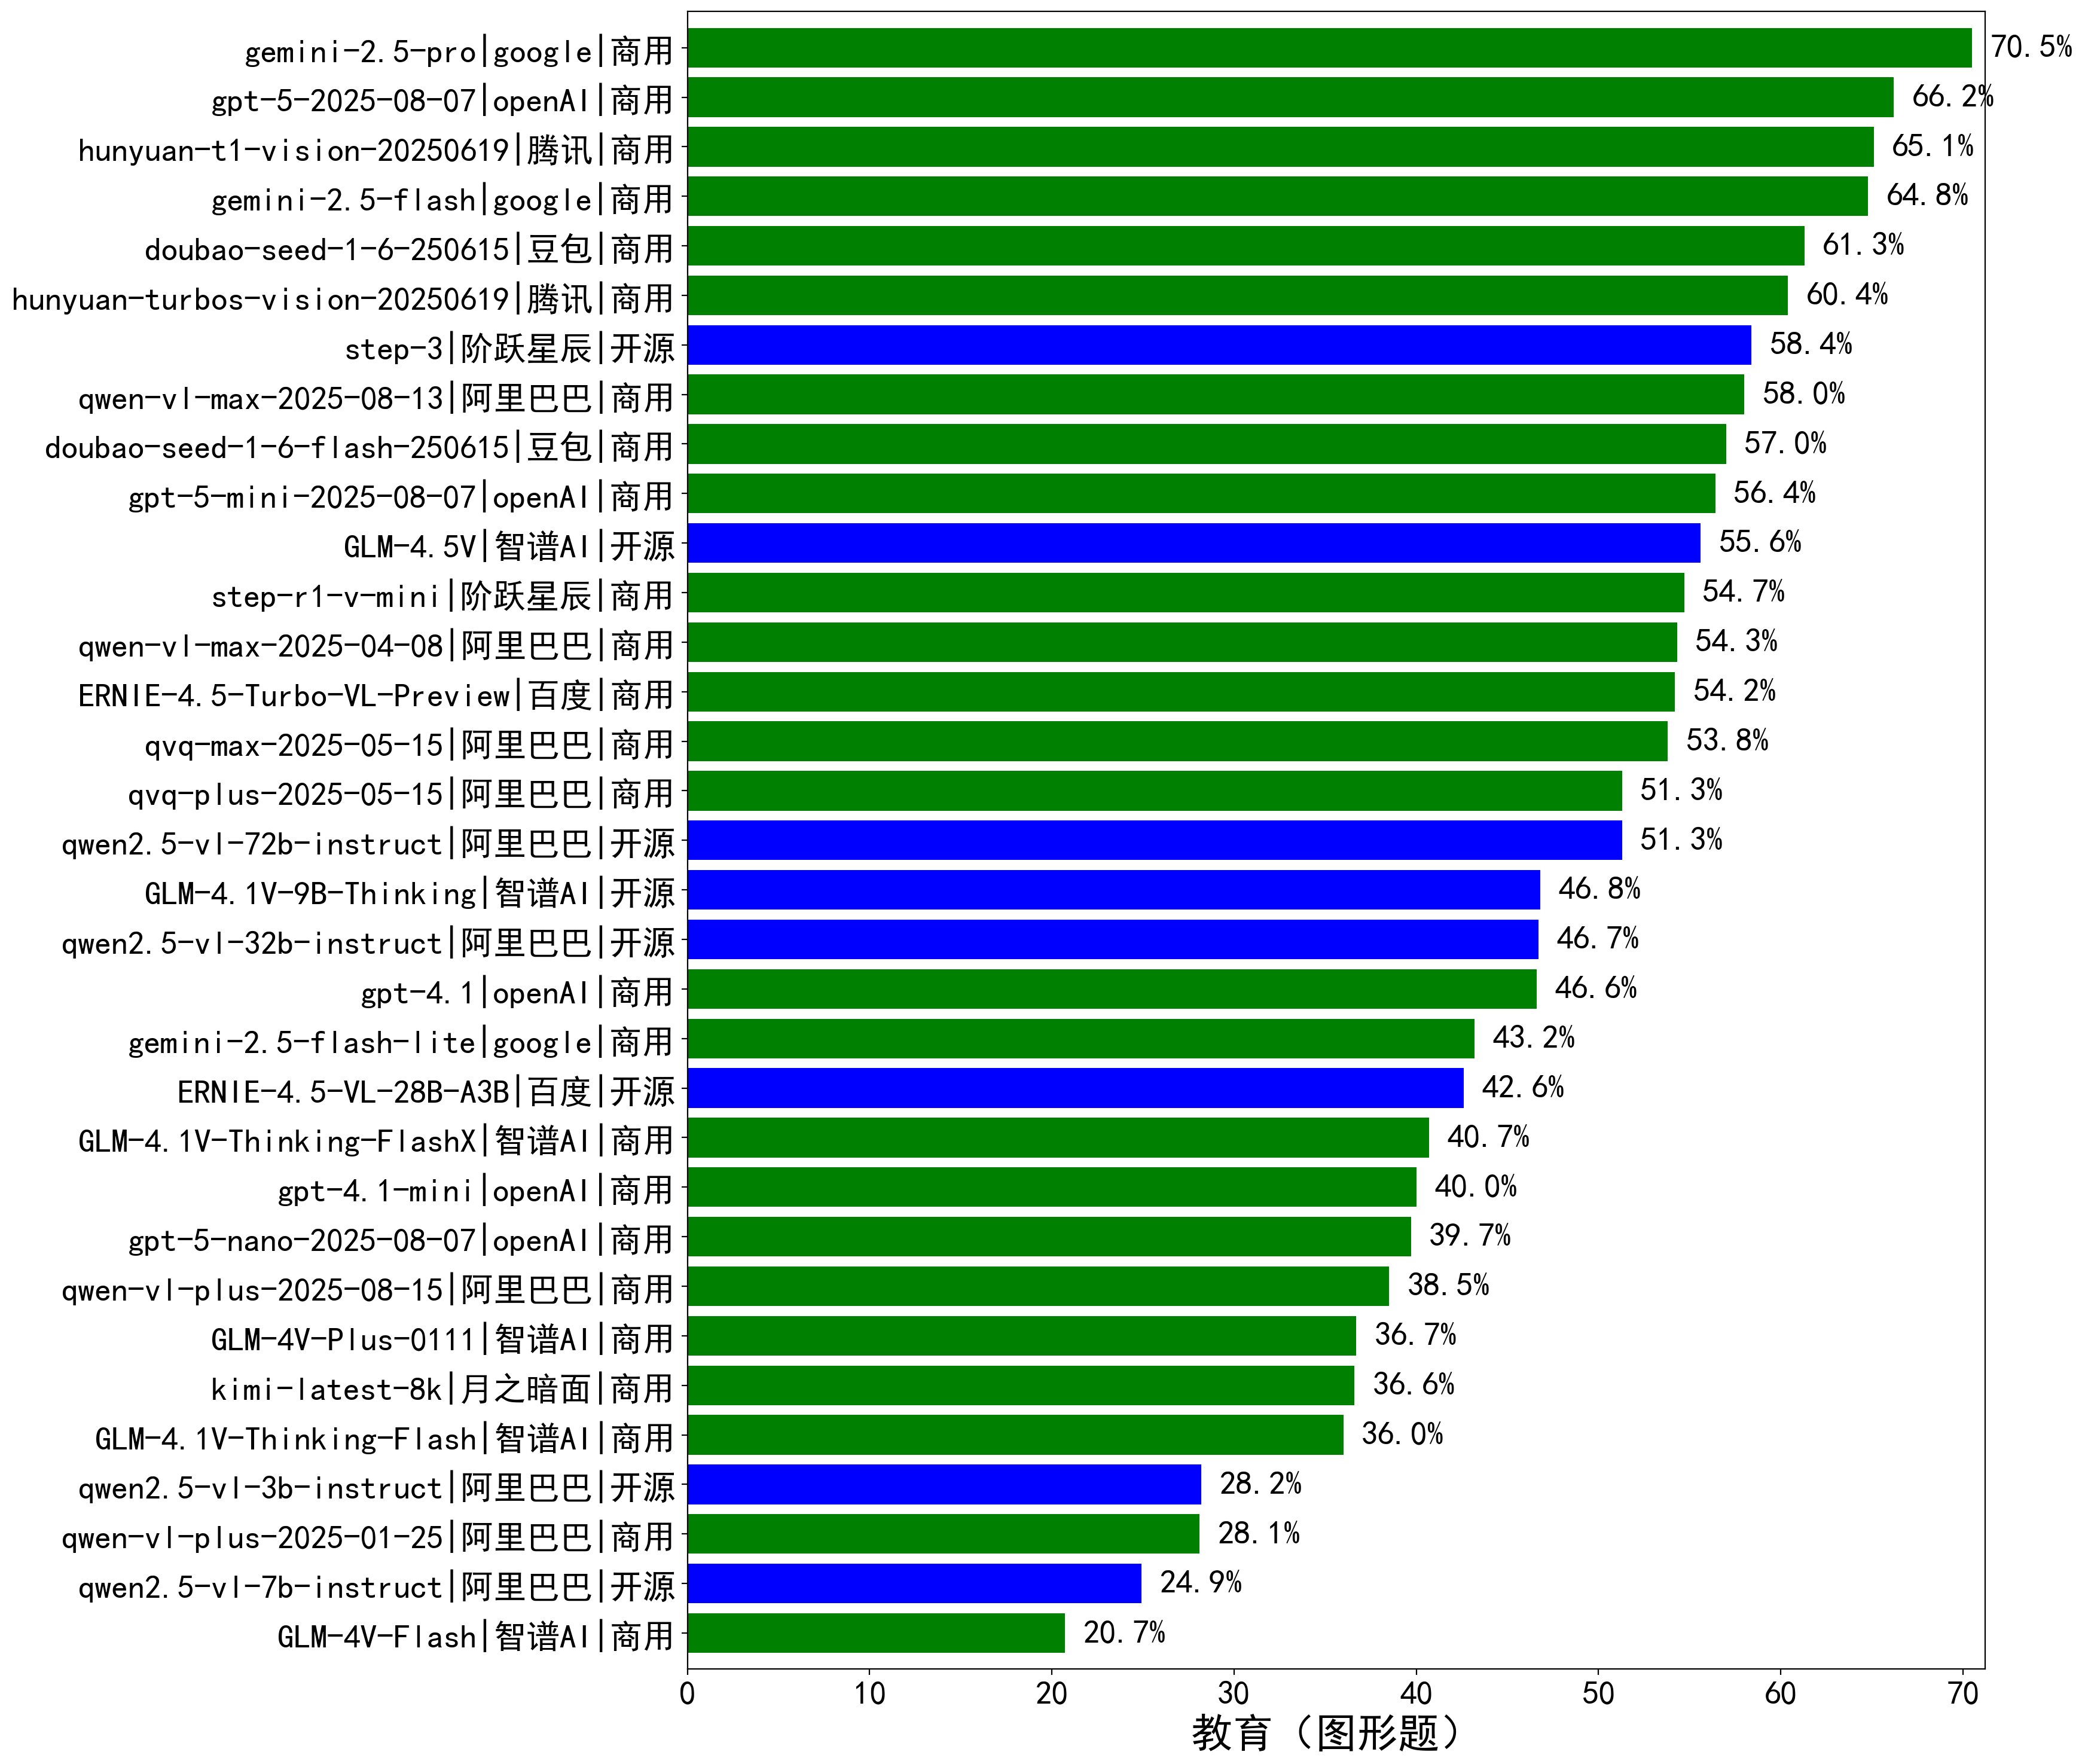 gemini-2.5-pro|google|商用 70.5%
gpt-5-2025-08-07|openAI|商用 66.2%
hunyuan-t1-vision-20250619|腾讯|商用 65.1%
gemini-2.5-flash|google|商用 64.8%
doubao-seed-1-6-250615|豆包|商用 61.3%
hunyuan-turbos-vision-20250619|腾讯|商用 60.4%
step-3|阶跃星辰|开源 58.4%
qwen-vl-max-2025-08-13|阿里巴巴|商用 58.0%
doubao-seed-1-6-flash-250615|豆包|商用 57.0%
gpt-5-mini-2025-08-07|openAI|商用 56.4%
GLM-4.5V|智谱AI|开源 55.6%
step-r1-v-mini|阶跃星辰|商用 54.7%
qwen-vl-max-2025-04-08|阿里巴巴|商用 54.3%
ERNIE-4.5-Turbo-VL-Preview|百度|商用 54.2%
qvq-max-2025-05-15|阿里巴巴|商用 53.8%
qvq-plus-2025-05-15|阿里巴巴|商用 51.3%
qwen2.5-vl-72b-instruct|阿里巴巴|开源 51.3%
GLM-4.1V-9B-Thinking|智谱AI|开源 46.8%
qwen2.5-vl-32b-instruct|阿里巴巴|开源 46.7%
gpt-4.1|openAI|商用 46.6%
gemini-2.5-flash-lite|google|商用 43.2%
ERNIE-4.5-VL-28B-A3B|百度|开源 42.6%
GLM-4.1V-Thinking-FlashX|智谱AI|商用 40.7%
gpt-4.1-mini|openAI|商用 40.0%
gpt-5-nano-2025-08-07|openAI|商用 39.7%
qwen-vl-plus-2025-08-15|阿里巴巴|商用 38.5%
GLM-4V-Plus-0111|智谱AI|商用 36.7%
kimi-latest-8k|月之暗面|商用 36.6%
GLM-4.1V-Thinking-Flash|智谱AI|商用 36.0%
qwen2.5-vl-3b-instruct|阿里巴巴|开源 28.2%
qwen-vl-plus-2025-01-25|阿里巴巴|商用 28.1%
qwen2.5-vl-7b-instruct|阿里巴巴|开源 24.9%
GLM-4V-Flash|智谱AI|商用 20.7%
0 10 20 30 40 50 60 70
教育（图形题）